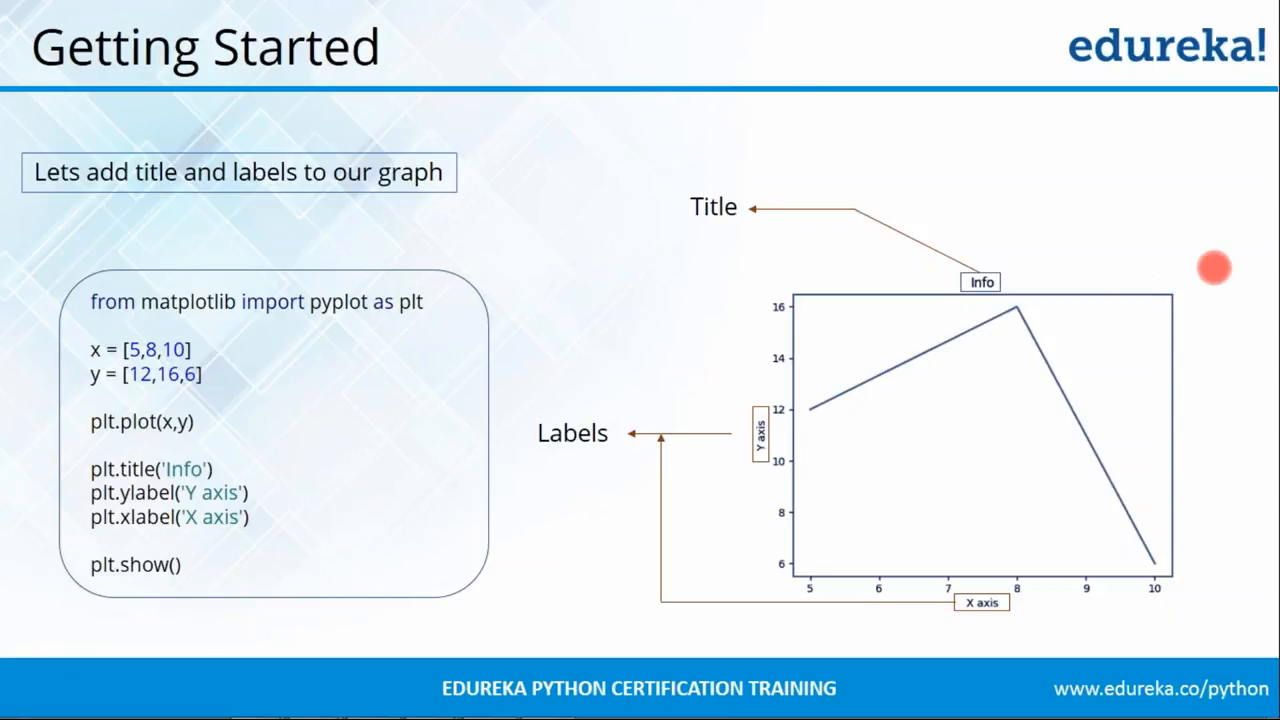 Getting Started
edureka!
Lets add title and labels to our graph
from matplotlib import pyplot as plt
x = [5,8,10]
y = [12,16,6]
plt.plot(x,y)
plt.title('Info')
plt.ylabel('Y axis')
plt.xlabel('X axis')
plt.show()
Title
Info
Labels
Y axis
16
14
12
10
8
6
5 6 7 8 9 10
X axis
EDUREKA PYTHON CERTIFICATION TRAINING
www.edureka.co/python